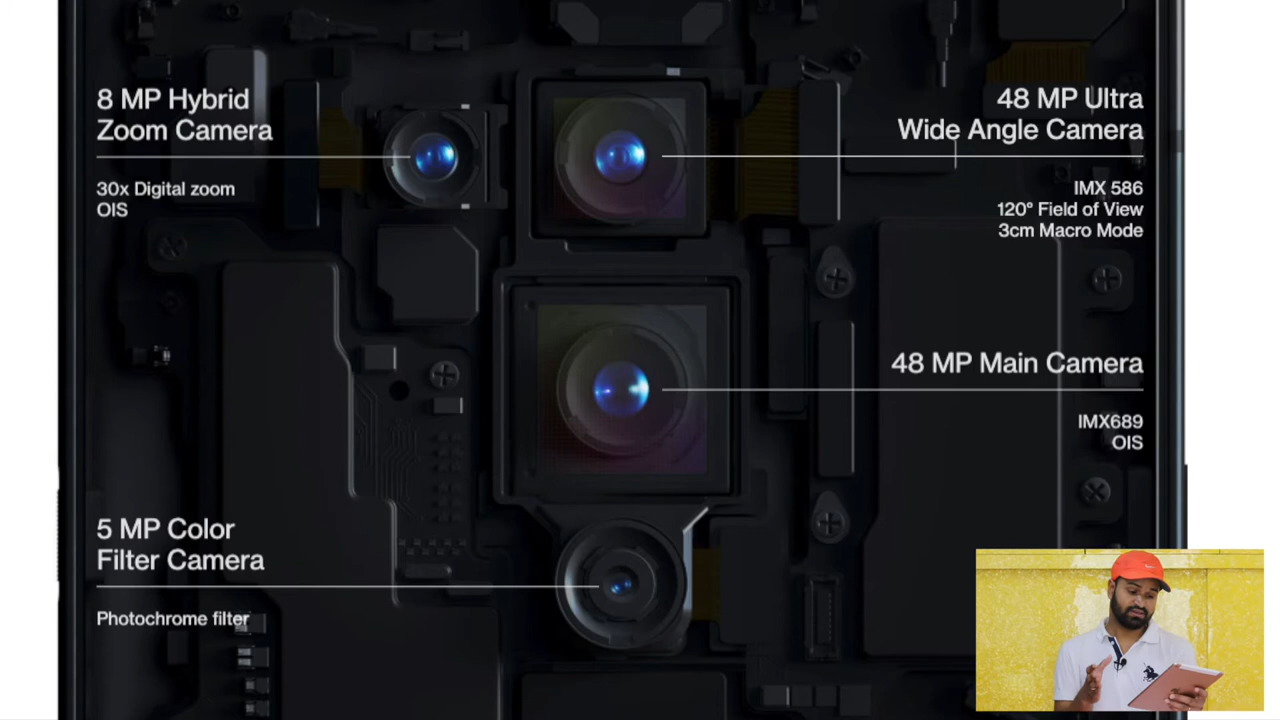 8 MP Hybrid
Zoom Camera
30x Digital zoom
OIS
48 MP Ultra
Wide Angle Camera
IMX 586
120° Field of View
3cm Macro Mode
48 MP Main Camera
IMX689
OIS
5 MP Color
Filter Camera
Photochrome filter